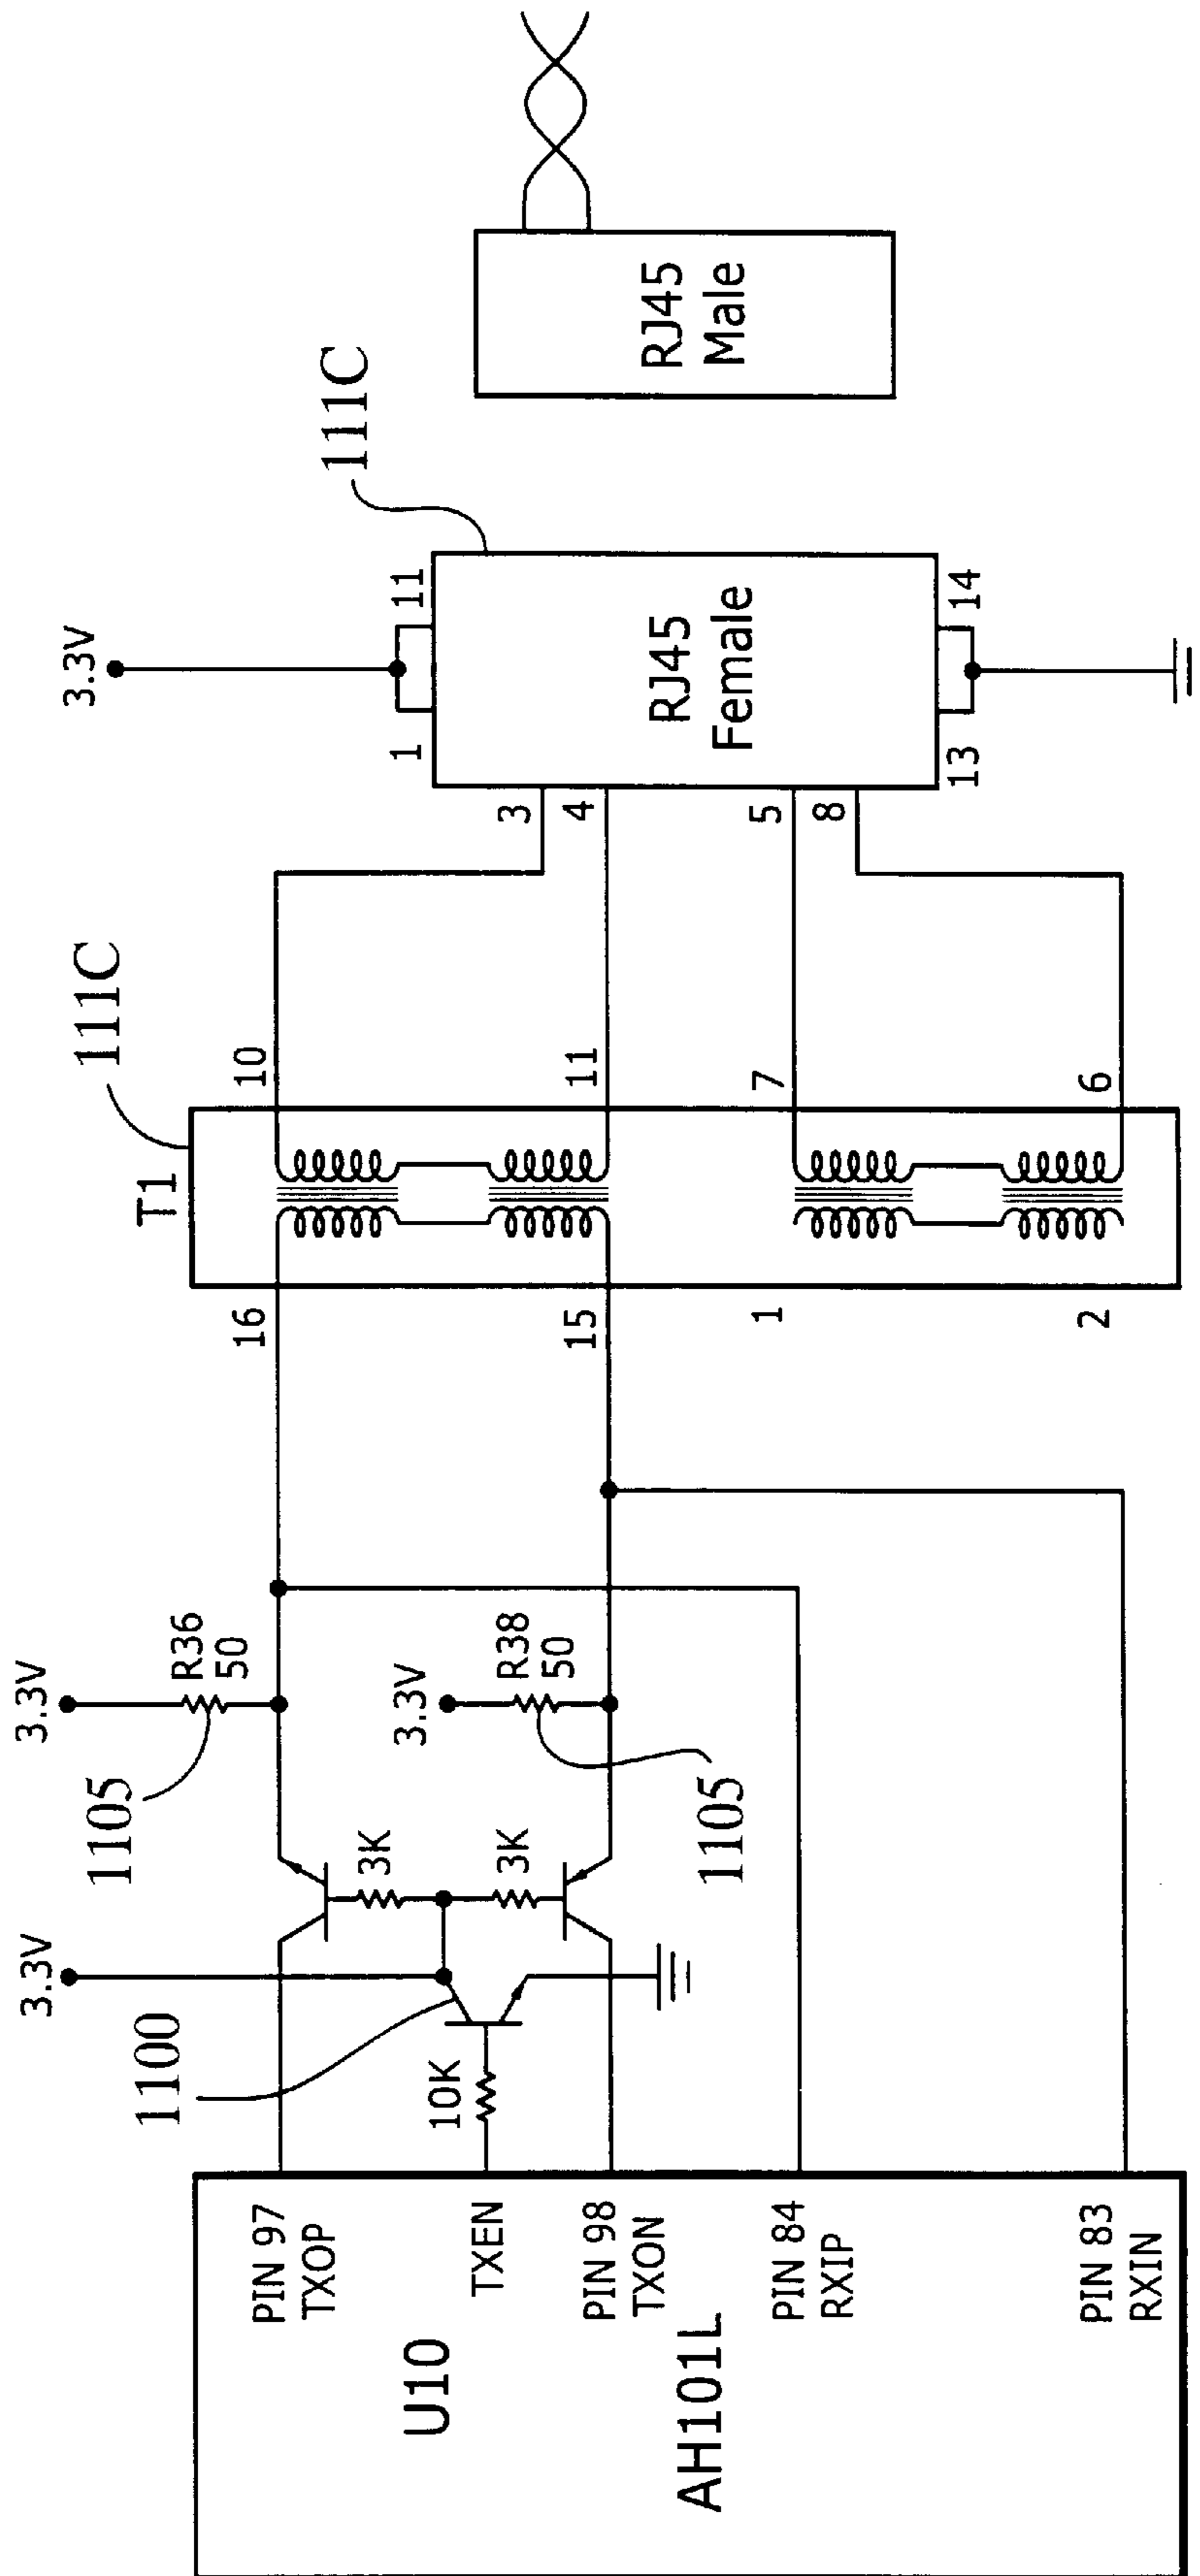 U10
AH101L
PIN 97
TXOP
TXEN
PIN 98
TXON
PIN 84
RXIP
PIN 83
RXIN
1100
3.3V
10K
3K
3K
1105
3.3V
R36
50
3.3V
R38
50
1105
T1
111C
16
15
1
2
10
11
7
6
3
4
5
8
3.3V
1
11
RJ45
Female
13
14
111C
RJ45
Male